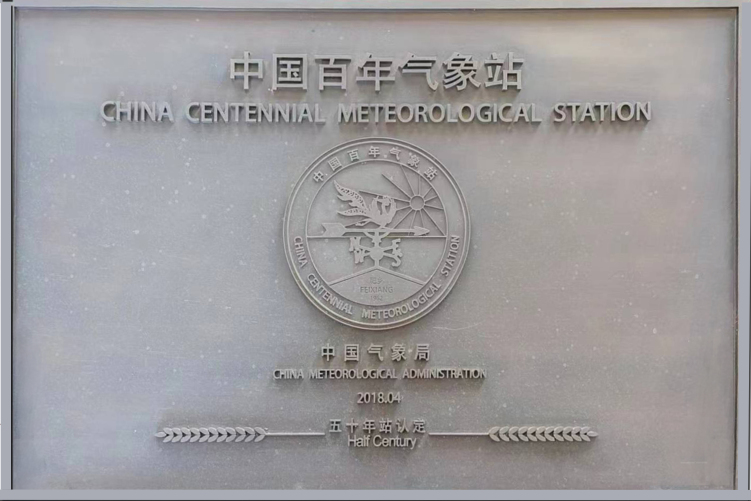 中国百年气象站
CHINA CENTENNIAL METEOROLOGICAL STATION
中国百年气象站
N E
W S
FEIXIANG
CHINA CENTENNIAL METEOROLOGICAL STATION
中国气象局
CHINA METEOROLOGICAL ADMINISTRATION
2018.04
五十年站认定
Half Century